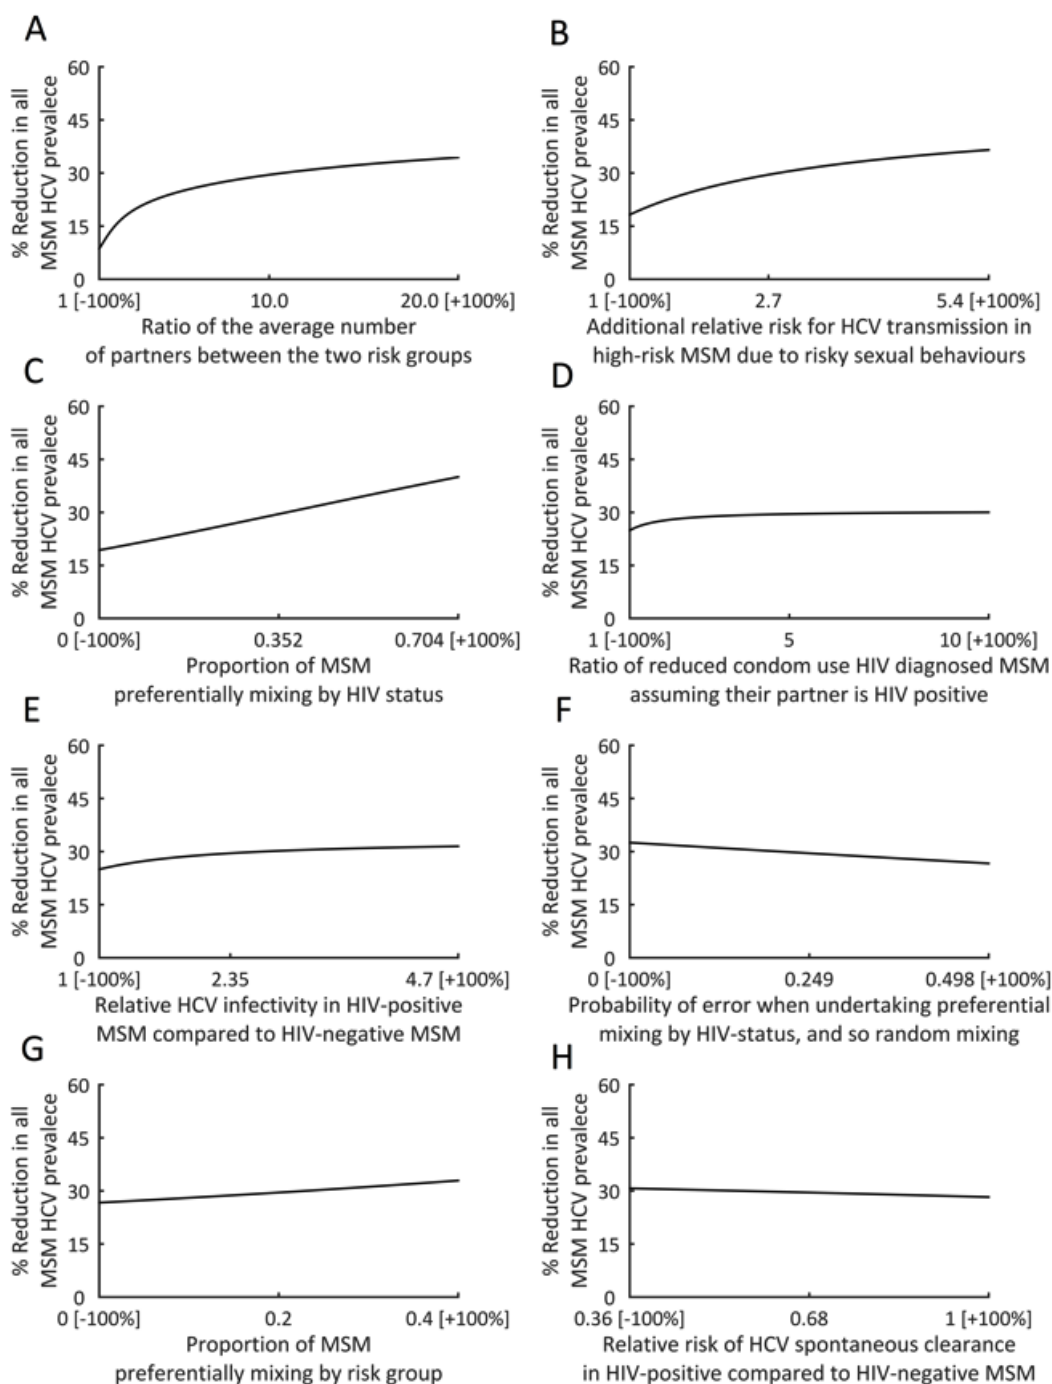 A
% Reduction in all
MSM HCV prevalece
60
45
30
15
0
1 [-100%] 10.0 20.0 [+100%]
Ratio of the average number
of partners between the two risk groups
B
% Reduction in all
MSM HCV prevalece
60
45
30
15
0
1 [-100%] 2.7 5.4 [+100%]
Additional relative risk for HCV transmission in
high-risk MSM due to risky sexual behaviours
C
% Reduction in all
MSM HCV prevalece
60
45
30
15
0
0 [-100%] 0.352 0.704 [+100%]
Proportion of MSM
preferentially mixing by HIV status
D
% Reduction in all
MSM HCV prevalece
60
45
30
15
0
1 [-100%] 5 10 [+100%]
Ratio of reduced condom use HIV diagnosed MSM
assuming their partner is HIV positive
E
% Reduction in all
MSM HCV prevalece
60
45
30
15
0
1 [-100%] 2.35 4.7 [+100%]
Relative HCV infectivity in HIV-positive
MSM compared to HIV-negative MSM
F
% Reduction in all
MSM HCV prevalece
60
45
30
15
0
0 [-100%] 0.249 0.498 [+100%]
Probability of error when undertaking preferential
mixing by HIV-status, and so random mixing
G
% Reduction in all
MSM HCV prevalece
60
45
30
15
0
0 [-100%] 0.2 0.4 [+100%]
Proportion of MSM
preferentially mixing by risk group
H
% Reduction in all
MSM HCV prevalece
60
45
30
15
0
0.36 [-100%] 0.68 1 [+100%]
Relative risk of HCV spontaneous clearance
in HIV-positive compared to HIV-negative MSM